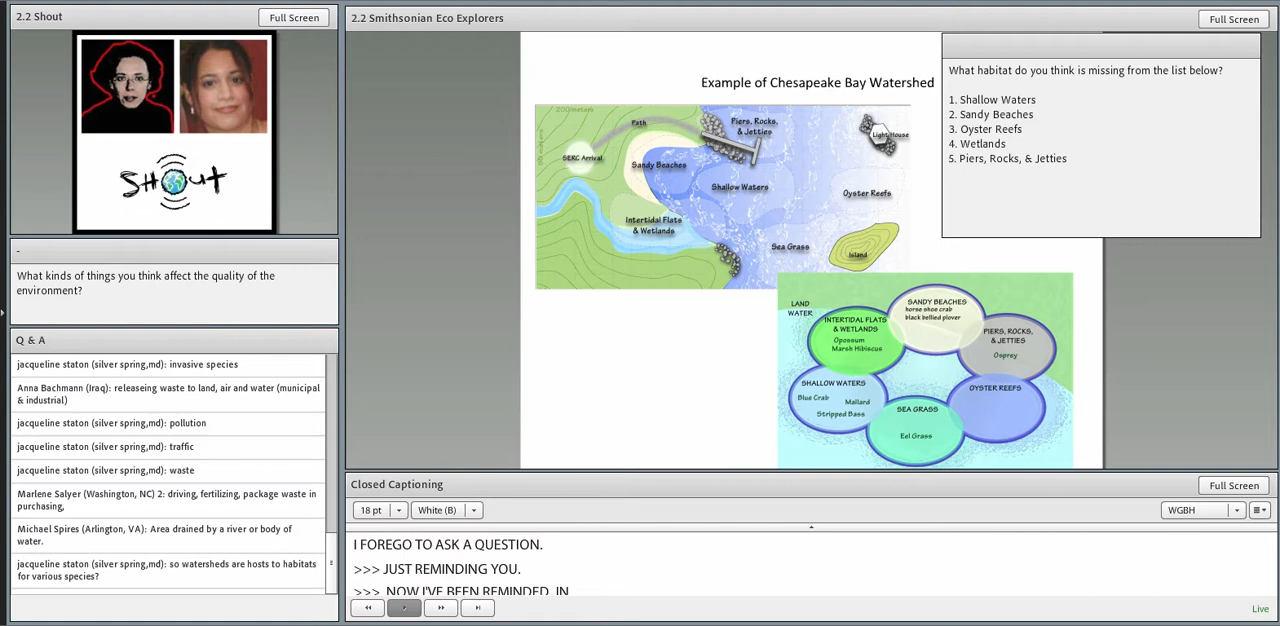 2.2 Shout
Full Screen
SHOUT
-
What kinds of things you think affect the quality of the
environment?
Q & A
jacqueline staton (silver spring,md): invasive species
Anna Bachmann (Iraq): releaseing waste to land, air and water (municipal
& industrial)
jacqueline staton (silver spring,md): pollution
jacqueline staton (silver spring,md): traffic
jacqueline staton (silver spring,md): waste
Marlene Salyer (Washington, NC) 2: driving, fertilizing, package waste in
purchasing,
Michael Spires (Arlington, VA): Area drained by a river or body of
water.
jacqueline staton (silver spring,md): so watersheds are hosts to habitats
for various species?
2.2 Smithsonian Eco Explorers
Full Screen
Example of Chesapeake Bay Watershed
200 meters
Path
Piers, Rocks,
& Jetties
Light House
SERC Arrival
Sandy Beaches
Shallow Waters
Oyster Reefs
Intertidal Flats
& Wetlands
Sea Grass
Island
LAND
WATER
SANDY BEACHES
horse shoe crab
black bellied plover
INTERTIDAL FLATS
& WETLANDS
Opossum
Marsh Hibiscus
PIERS, ROCKS,
& JETTIES
Osprey
SHALLOW WATERS
Blue Crab
Mallard
Stripped Bass
OYSTER REEFS
SEA GRASS
Eel Grass
What habitat do you think is missing from the list below?
1. Shallow Waters
2. Sandy Beaches
3. Oyster Reefs
4. Wetlands
5. Piers, Rocks, & Jetties
Closed Captioning
Full Screen
18 pt
White (B)
WGBH
I FOREGO TO ASK A QUESTION.
>>> JUST REMINDING YOU.
>>> NOW I'VE BEEN REMINDED. IN
Live